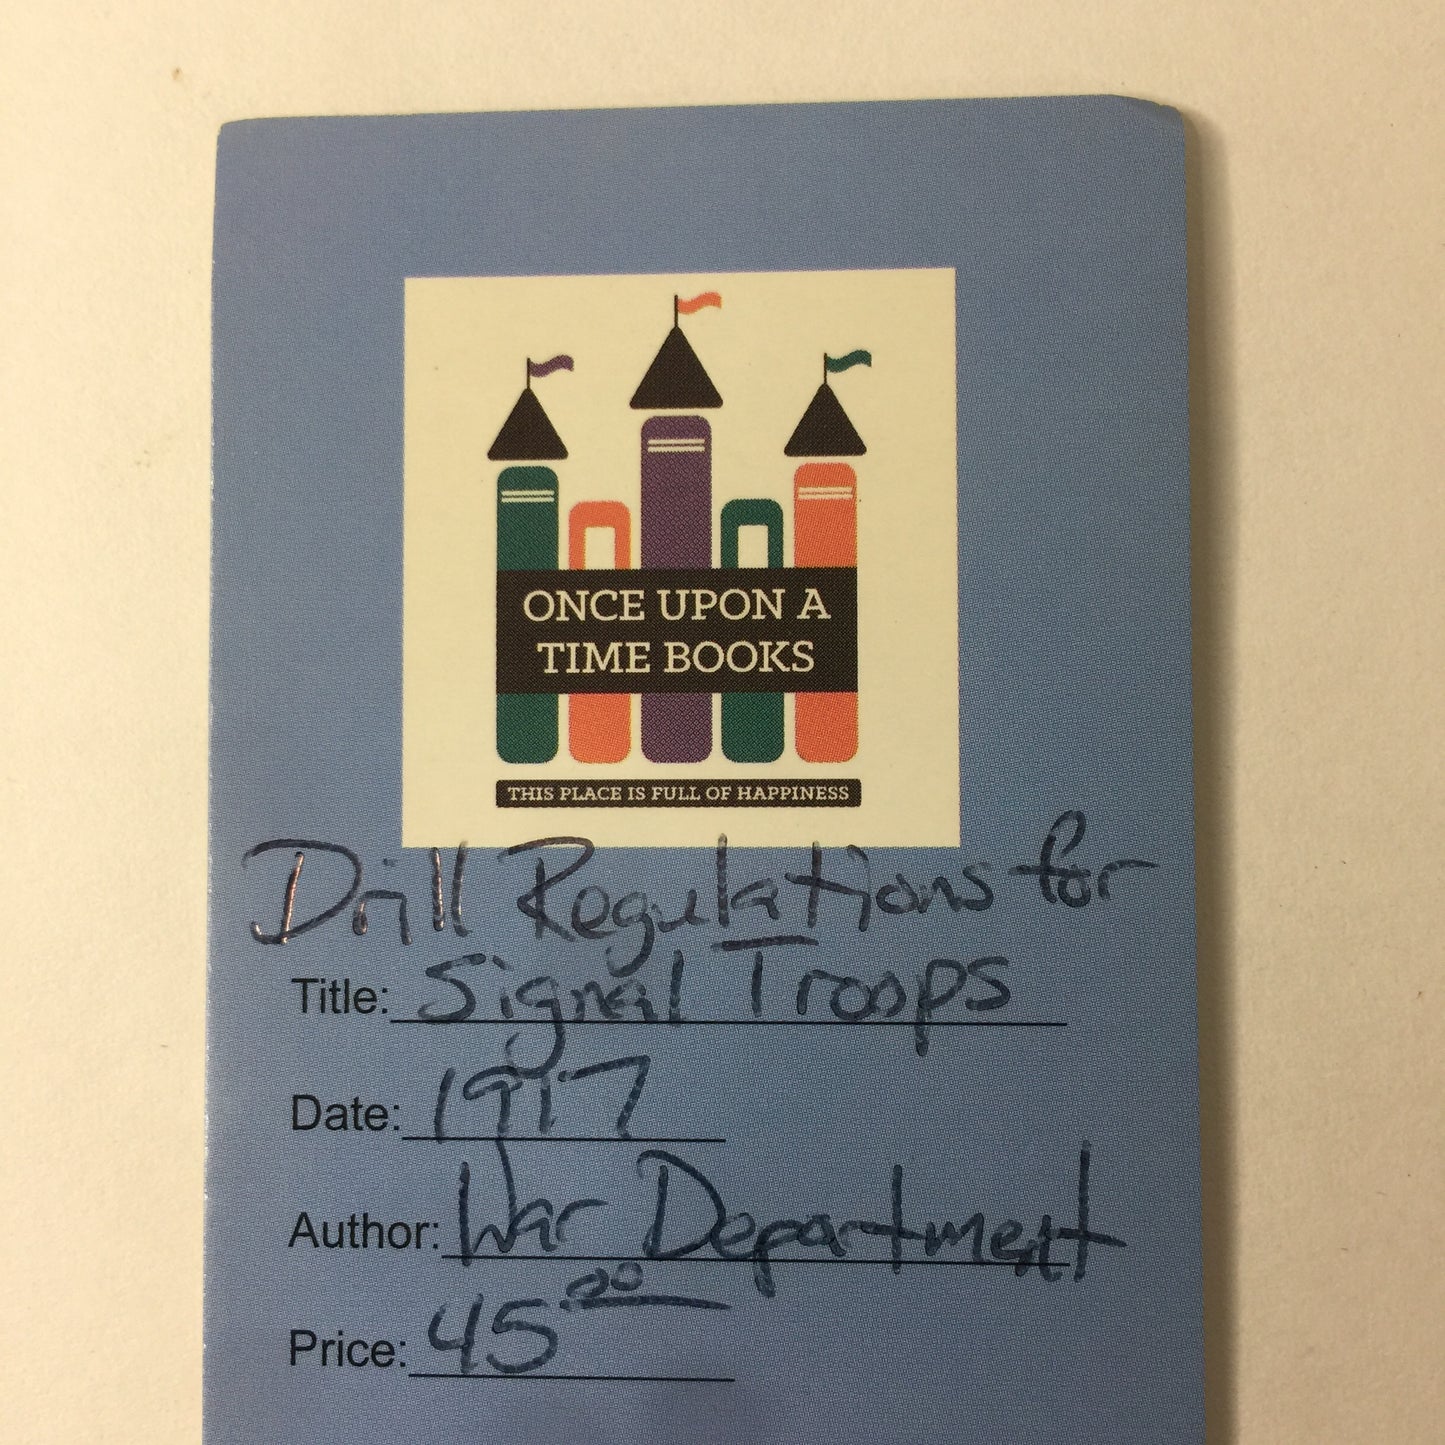 ONCE UPON A
TIME BOOKS
THIS PLACE IS FULL OF HAPPINESS
Drill Regulations for
Title: Signal Troops
Date: 1917
Author: War Department
Price: 45.00